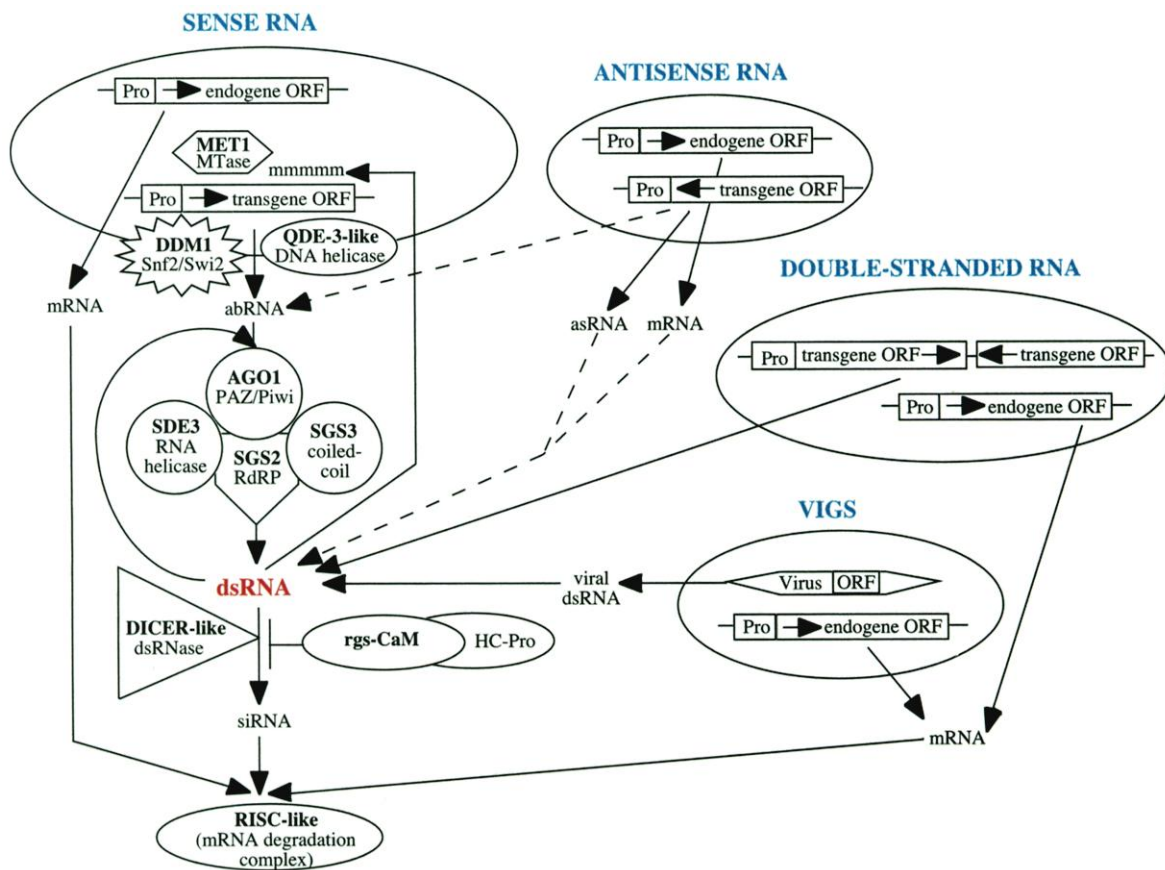 SENSE RNA
Pro endogene ORF
MET1
MTase
mmmmm
Pro transgene ORF
DDM1
Snf2/Swi2
QDE-3-like
DNA helicase
mRNA
abRNA
AGO1
PAZ/Piwi
SDE3
RNA
helicase
SGS2
RdRP
SGS3
coiled-
coil
dsRNA
DICER-like
dsRNase
rgs-CaM
HC-Pro
siRNA
RISC-like
(mRNA degradation
complex)
ANTISENSE RNA
Pro endogene ORF
Pro transgene ORF
asRNA
mRNA
DOUBLE-STRANDED RNA
Pro transgene ORF transgene ORF
Pro endogene ORF
VIGS
Virus ORF
viral
dsRNA
Pro endogene ORF
mRNA